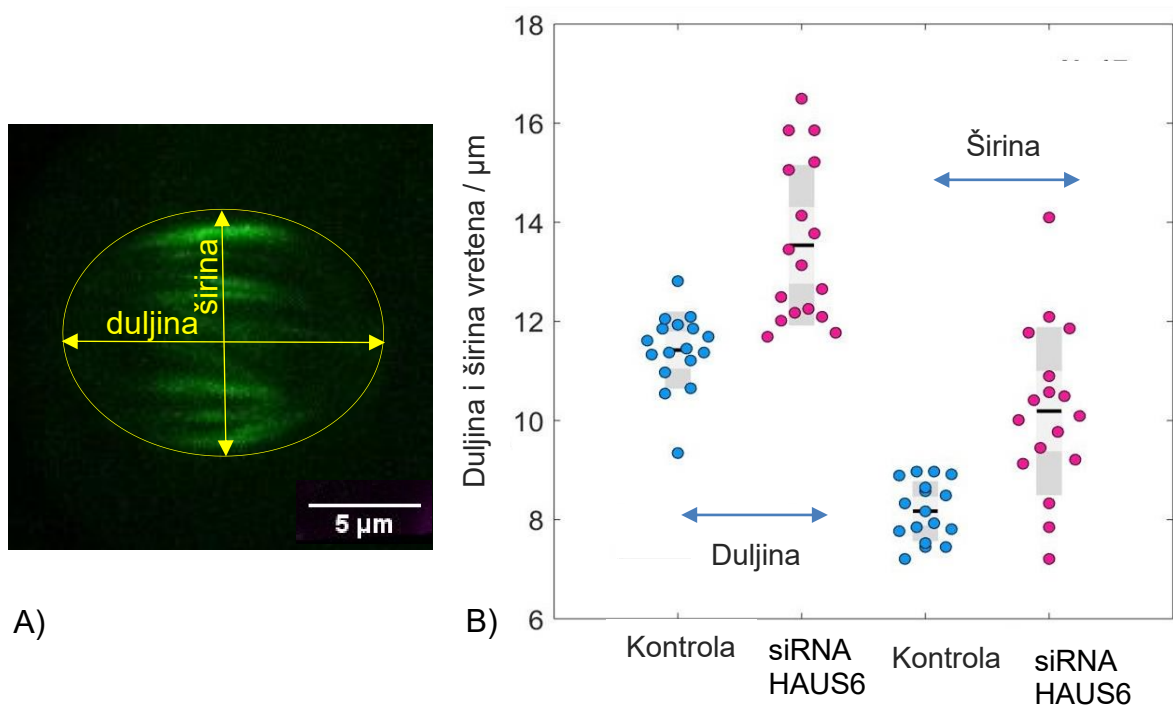 širina
duljina
5 µm
A)
Duljina i širina vretena / µm
18
16
14
12
10
8
6
Širina
Duljina
Kontrola
siRNA
HAUS6
Kontrola
siRNA
HAUS6
B)